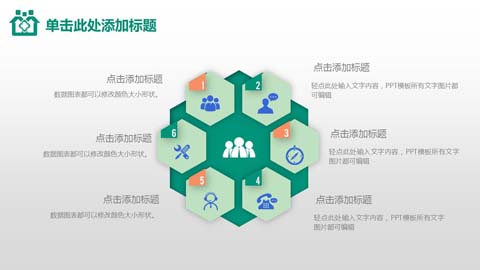 单击此处添加标题
点击添加标题
数据图表都可以修改颜色大小形状。
点击添加标题
轻点此处输入文字内容，PPT模板所有文字图片都
可编辑
1
2
点击添加标题
数据图表都可以修改颜色大小形状。
6
3
点击添加标题
轻点此处输入文字内容，PPT模板所有文字
图片都可编辑
点击添加标题
数据图表都可以修改颜色大小形状。
5
4
点击添加标题
轻点此处输入文字内容，PPT模板所有文字
图片都可编辑